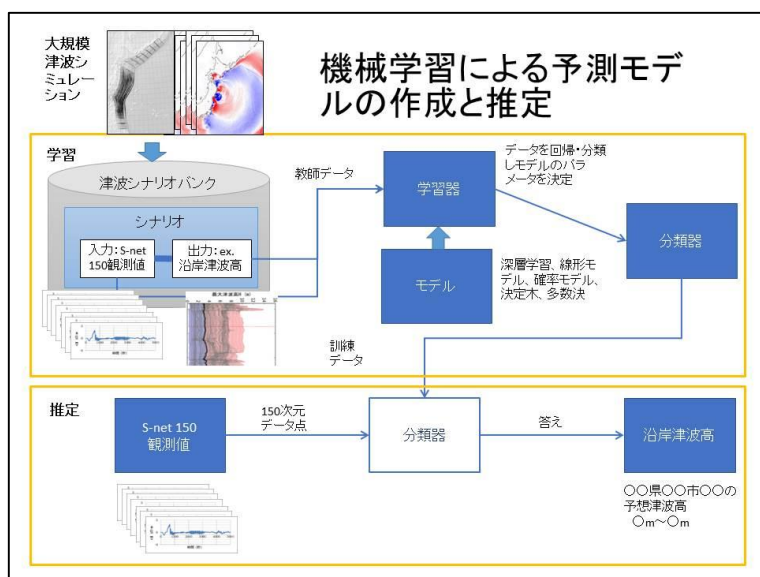 大規模
津波シ
ミュレー
ション
機械学習による予測モデ
ルの作成と推定
学習
津波シナリオバンク
シナリオ
入力：S-net
150観測値
出力：ex.
沿岸津波高
教師データ
学習器
データを回帰・分類
しモデルのパラ
メータを決定
分類器
モデル
深層学習、線形モ
デル、確率モデル、
決定木、多数決
訓練
データ
推定
S-net 150
観測値
150次元
データ点
分類器
答え
沿岸津波高
〇〇県〇〇市〇〇の
予想津波高
〇m～〇m